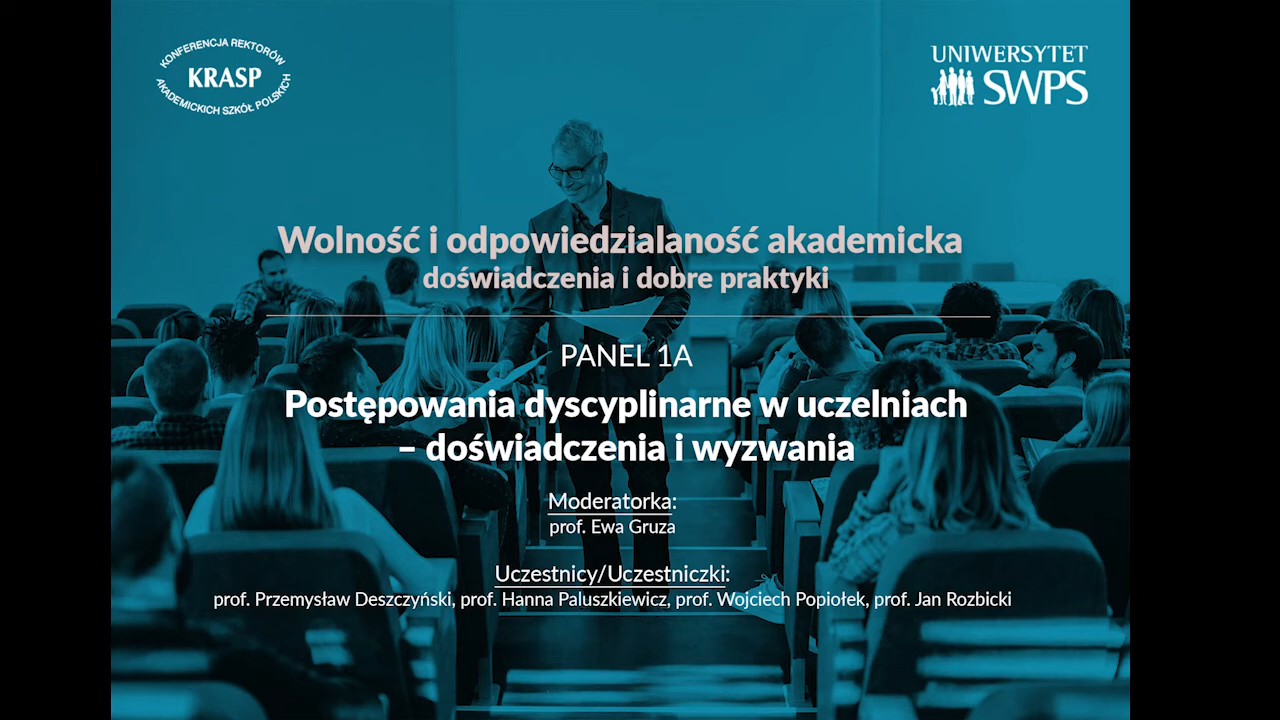 KONFERENCJA REKTORÓW
KRASP
AKADEMICKICH SZKÓŁ POLSKICH
UNIWERSYTET
SWPS
Wolność i odpowiedzialaność akademicka
doświadczenia i dobre praktyki
PANEL 1A
Postępowania dyscyplinarne w uczelniach
– doświadczenia i wyzwania
Moderatorka:
prof. Ewa Gruza
Uczestnicy/Uczestniczki:
prof. Przemysław Deszczyński, prof. Hanna Paluszkiewicz, prof. Wojciech Popiołek, prof. Jan Rozbicki